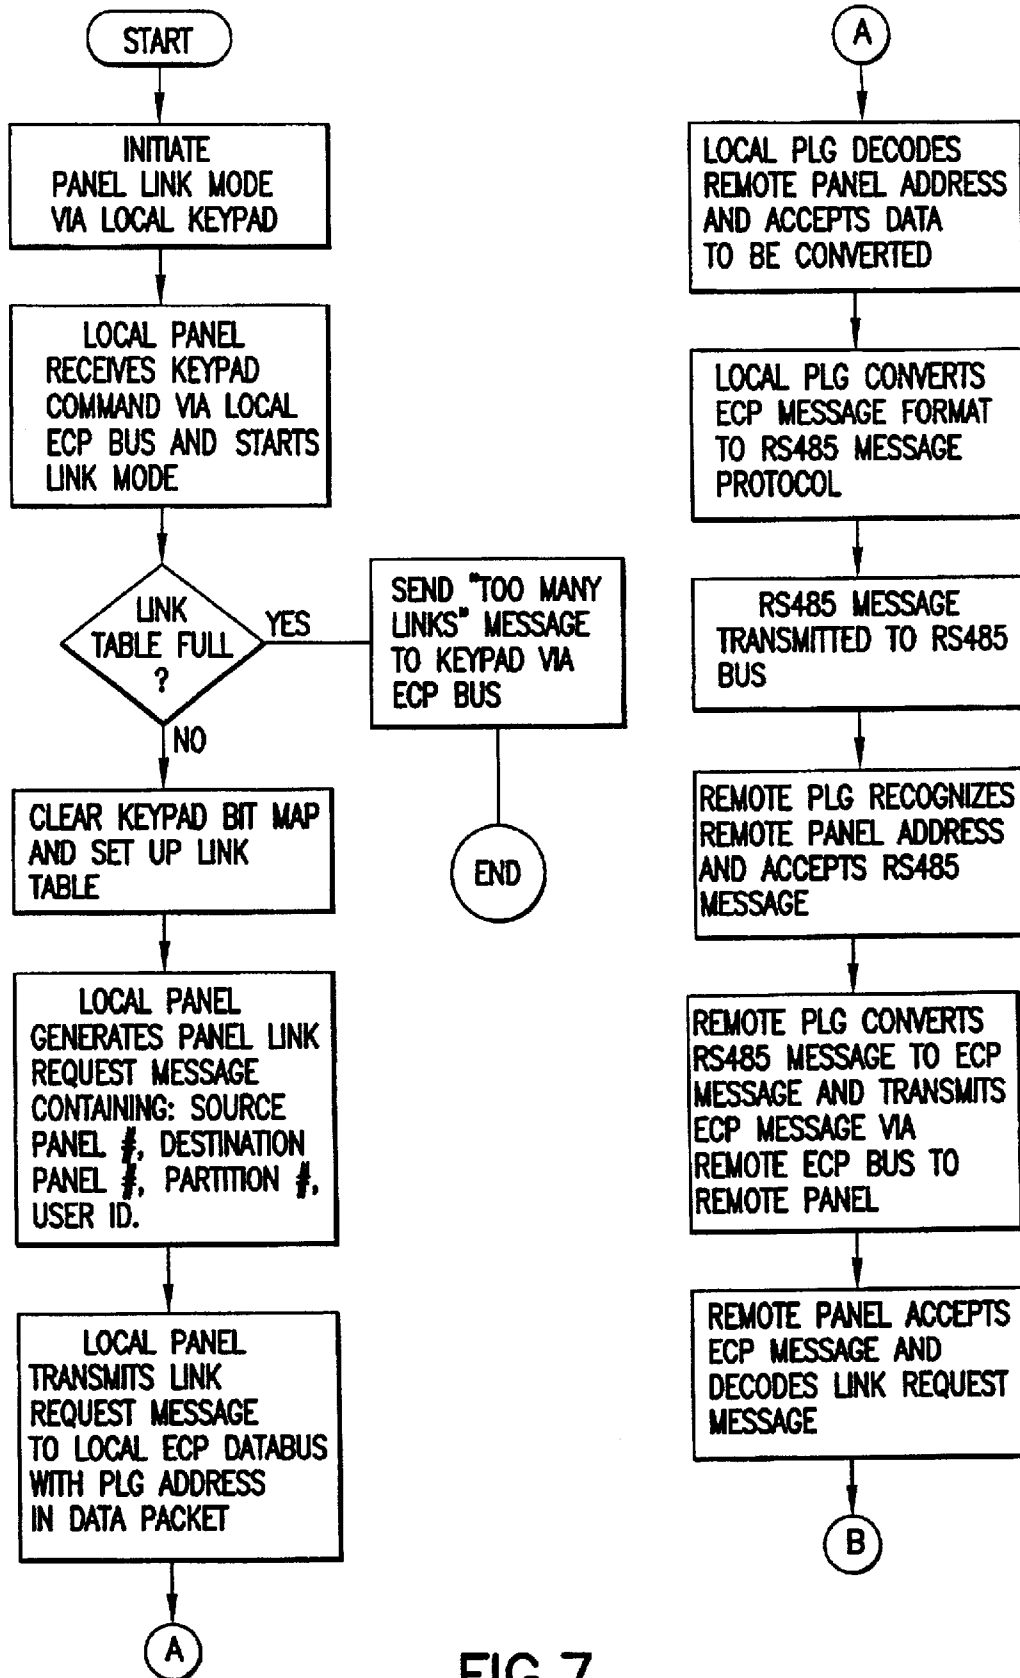 START
INITIATE
PANEL LINK MODE
VIA LOCAL KEYPAD
LOCAL PANEL
RECEIVES KEYPAD
COMMAND VIA LOCAL
ECP BUS AND STARTS
LINK MODE
LINK
TABLE FULL
?
YES
NO
SEND "TOO MANY
LINKS" MESSAGE
TO KEYPAD VIA
ECP BUS
END
CLEAR KEYPAD BIT MAP
AND SET UP LINK
TABLE
LOCAL PANEL
GENERATES PANEL LINK
REQUEST MESSAGE
CONTAINING: SOURCE
PANEL #, DESTINATION
PANEL #, PARTITION #,
USER ID.
LOCAL PANEL
TRANSMITS LINK
REQUEST MESSAGE
TO LOCAL ECP DATABUS
WITH PLG ADDRESS
IN DATA PACKET
A
A
LOCAL PLG DECODES
REMOTE PANEL ADDRESS
AND ACCEPTS DATA
TO BE CONVERTED
LOCAL PLG CONVERTS
ECP MESSAGE FORMAT
TO RS485 MESSAGE
PROTOCOL
RS485 MESSAGE
TRANSMITTED TO RS485
BUS
REMOTE PLG RECOGNIZES
REMOTE PANEL ADDRESS
AND ACCEPTS RS485
MESSAGE
REMOTE PLG CONVERTS
RS485 MESSAGE TO ECP
MESSAGE AND TRANSMITS
ECP MESSAGE VIA
REMOTE ECP BUS TO
REMOTE PANEL
REMOTE PANEL ACCEPTS
ECP MESSAGE AND
DECODES LINK REQUEST
MESSAGE
B
FIG. 7